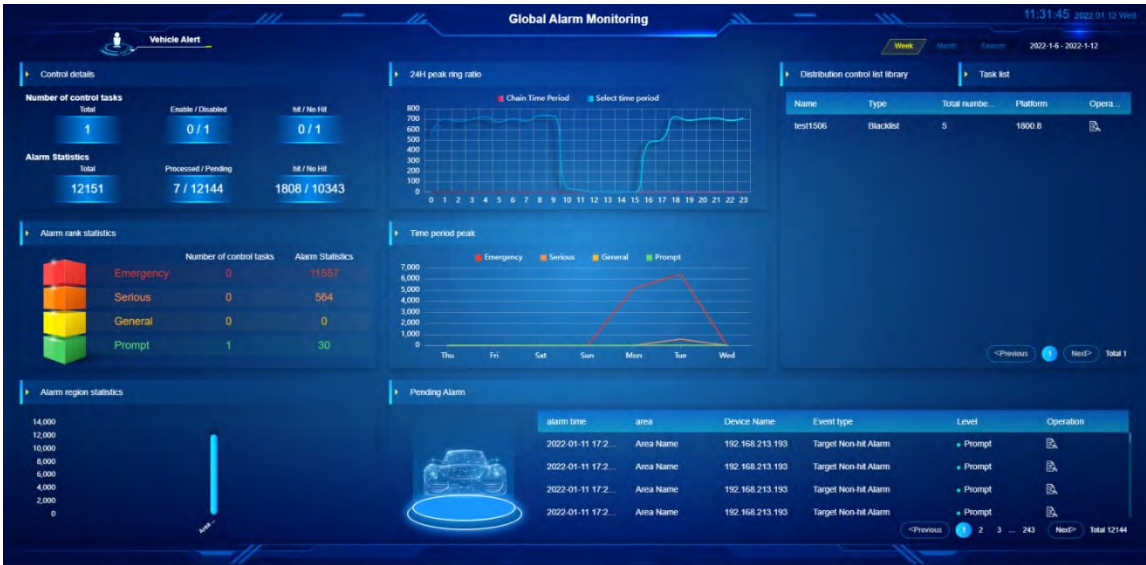 Global Alarm Monitoring
11:31:45 2022.01.12 Wed
Vehicle Alert
Week Month Season 2022-1-6 - 2022-1-12
Control details
Number of control tasks
Total Enable / Disabled hit / No Hit
1 0 / 1 0 / 1
Alarm Statistics
Total Processed / Pending hit / No Hit
12151 7 / 12144 1808 / 10343
24H peak ring ratio
Chain Time Period Select time period
800
700
600
500
400
300
200
100
0
0 1 2 3 4 5 6 7 8 9 10 11 12 13 14 15 16 17 18 19 20 21 22 23
Distribution control list library Task list
Name Type Total numbe... Platform Opera...
test1506 Blacklist 5 1800.8
<Previous 1 Next> Total 1
Alarm rank statistics
Number of control tasks Alarm Statistics
Emergency 0 11557
Serious 0 564
General 0 0
Prompt 1 30
Time period peak
Emergency Serious General Prompt
7,000
6,000
5,000
4,000
3,000
2,000
1,000
0
Thu Fri Sat Sun Mon Tue Wed
Alarm region statistics
14,000
12,000
10,000
8,000
6,000
4,000
2,000
0
Area ...
Pending Alarm
alarm time area Device Name Event type Level Operation
2022-01-11 17:2... Area Name 192.168.213.193 Target Non-hit Alarm Prompt
2022-01-11 17:2... Area Name 192.168.213.193 Target Non-hit Alarm Prompt
2022-01-11 17:2... Area Name 192.168.213.193 Target Non-hit Alarm Prompt
2022-01-11 17:2... Area Name 192.168.213.193 Target Non-hit Alarm Prompt
<Previous 1 2 3 ... 243 Next> Total 12144